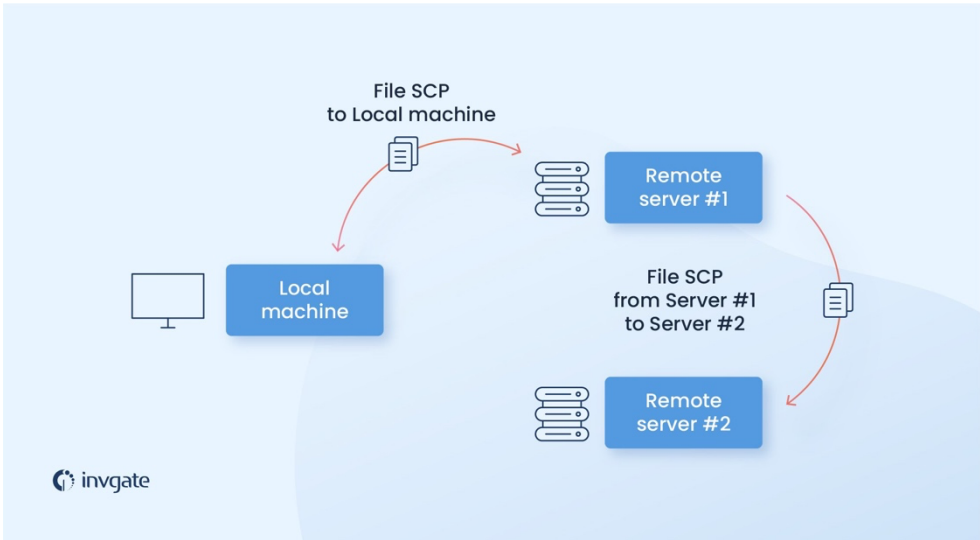 File SCP
to Local machine
Remote
server #1
Local
machine
File SCP
from Server #1
to Server #2
Remote
server #2
invgate